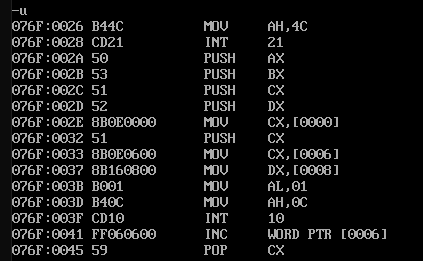 -u
076F:0026 B44C MOV AH,4C
076F:0028 CD21 INT 21
076F:002A 50 PUSH AX
076F:002B 53 PUSH BX
076F:002C 51 PUSH CX
076F:002D 52 PUSH DX
076F:002E 8B0E0000 MOV CX,[0000]
076F:0032 51 PUSH CX
076F:0033 8B0E0600 MOV CX,[0006]
076F:0037 8B160800 MOV DX,[0008]
076F:003B B001 MOV AL,01
076F:003D B40C MOV AH,0C
076F:003F CD10 INT 10
076F:0041 FF060600 INC WORD PTR [0006]
076F:0045 59 POP CX